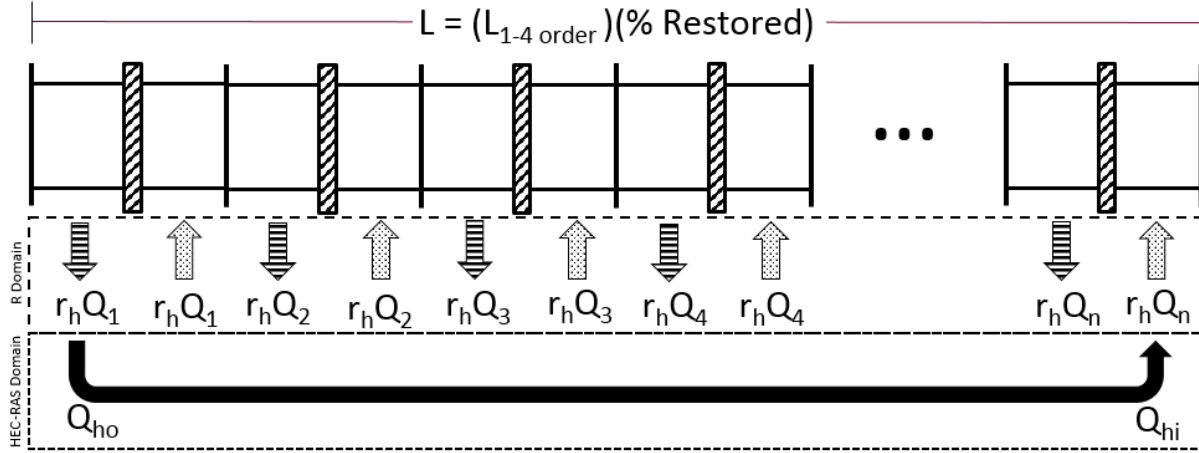 L = (L1-4 order)(% Restored)
...
R Domain
rhQ1 rhQ1 rhQ2 rhQ2 rhQ3 rhQ3 rhQ4 rhQ4 rhQn rhQn
HEC-RAS Domain
Qho Qhi